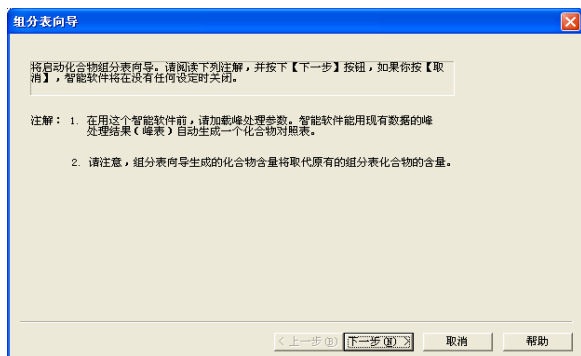 组分表向导
将启动化合物组分表向导。请阅读下列注解，并按下【下一步】按钮，如果你按【取
消】，智能软件将在没有任何设定时关闭。
注解： 1. 在用这个智能软件前，请加载峰处理参数。智能软件能用现有数据的峰
处理结果（峰表）自动生成一个化合物对照表。
2. 请注意，组分表向导生成的化合物含量将取代原有的组分表化合物的含量。
< 上一步(B) 下一步(N) > 取消 帮助